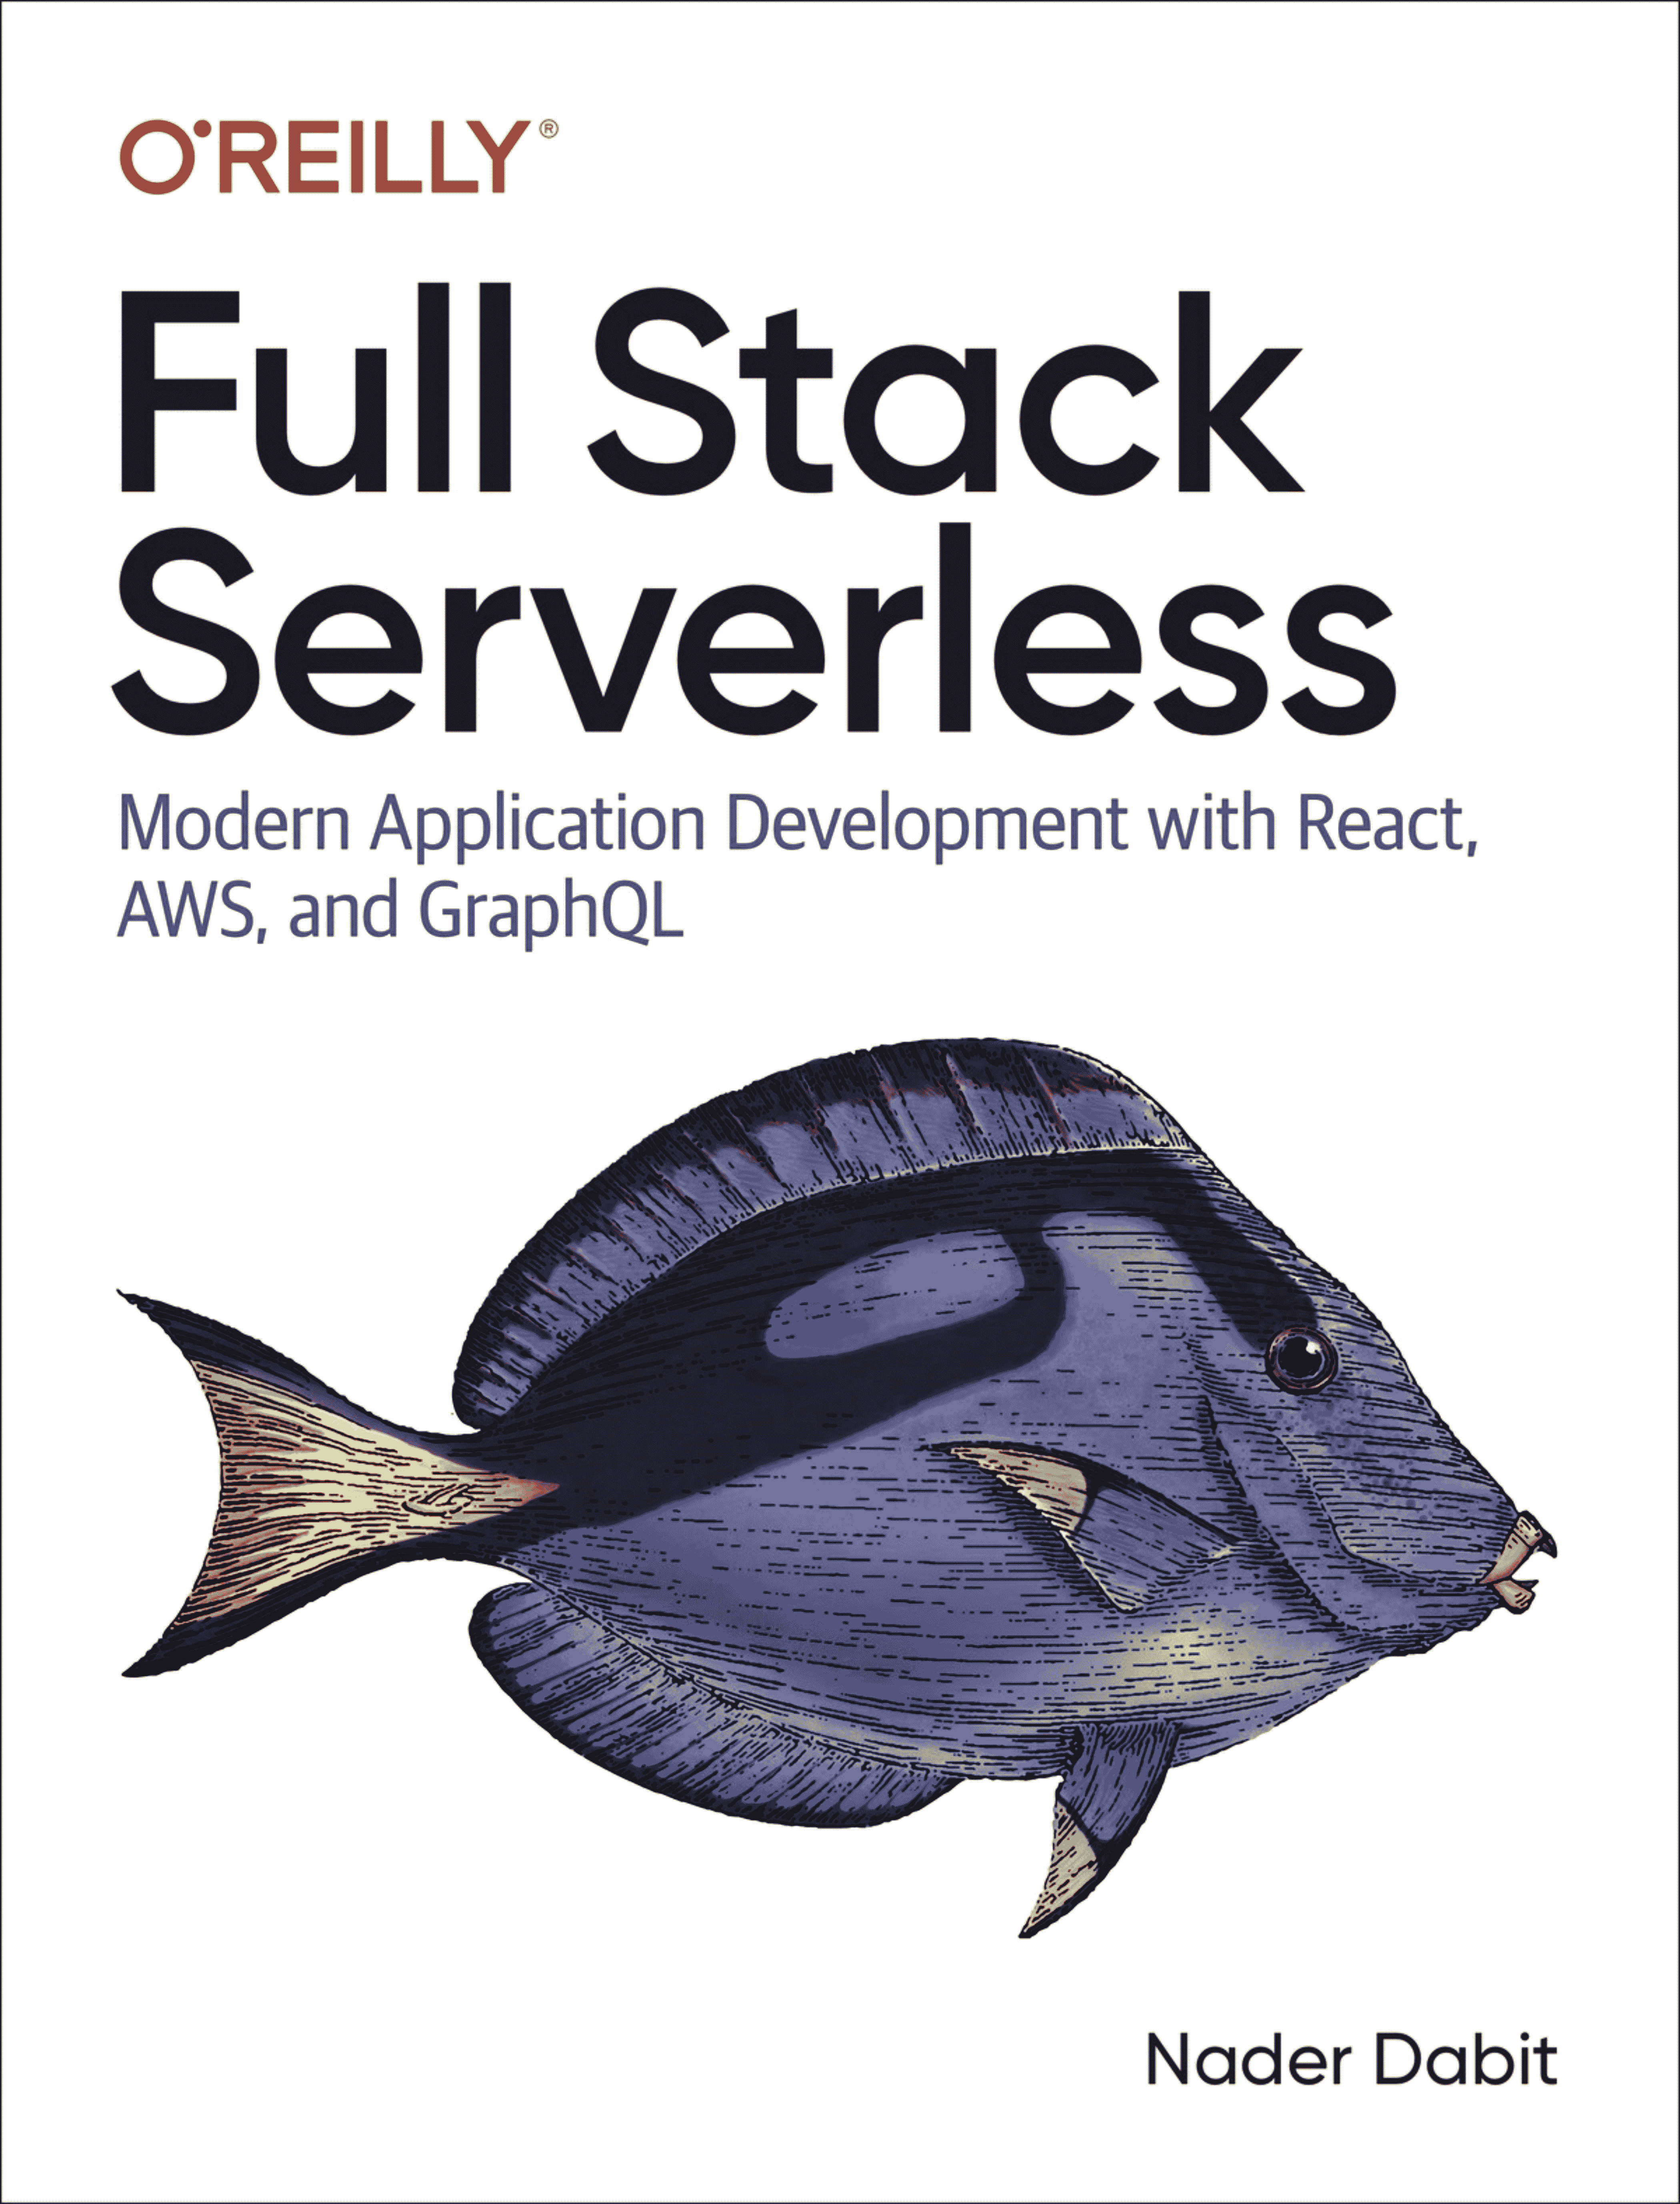 O'REILLY®
Full Stack
Serverless
Modern Application Development with React,
AWS, and GraphQL
Nader Dabit